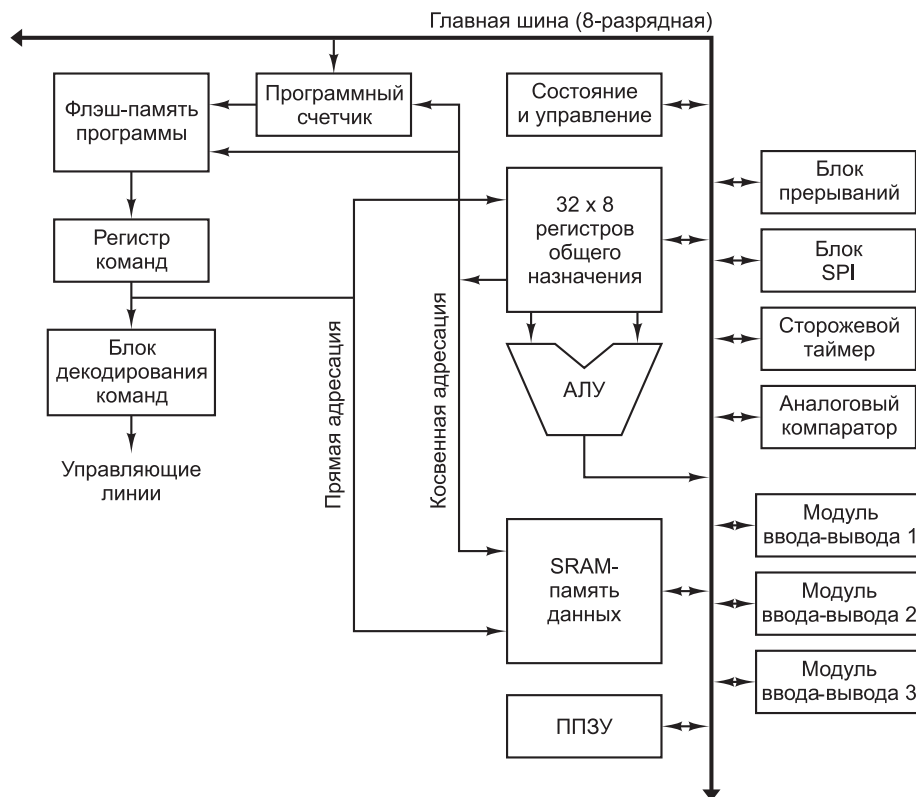 Главная шина (8-разрядная)
Флэш-память
программы
Программный
счетчик
Состояние
и управление
Блок
прерываний
32 x 8
регистров
общего
назначения
Регистр
команд
Блок
SPI
Прямая адресация
Косвенная адресация
Сторожевой
таймер
Блок
декодирования
команд
АЛУ
Аналоговый
компаратор
Управляющие
линии
Модуль
ввода-вывода 1
SRAM-
память
данных
Модуль
ввода-вывода 2
Модуль
ввода-вывода 3
ППЗУ